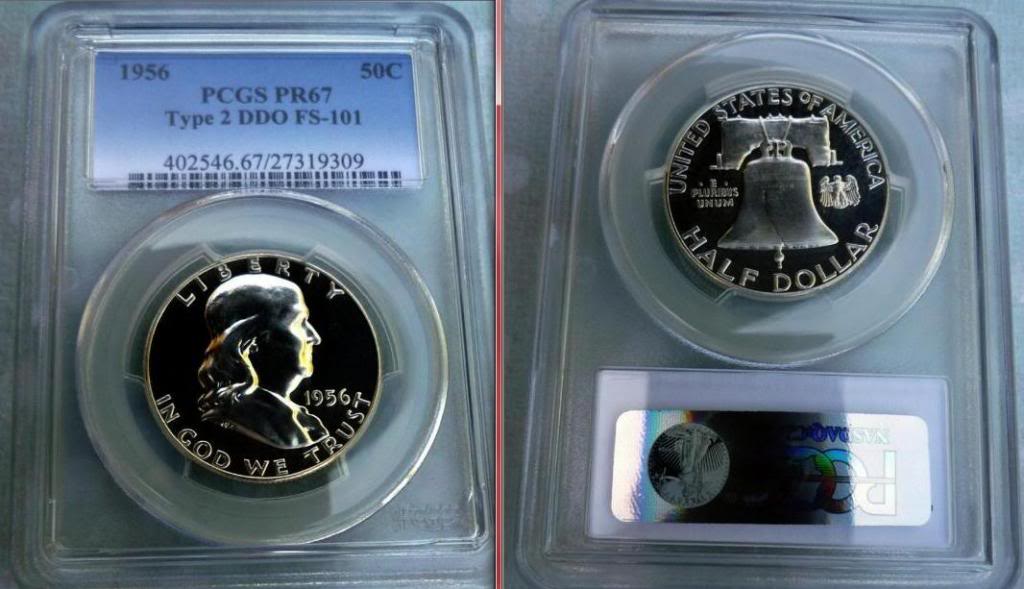 1956 50C
PCGS PR67
Type 2 DDO FS-101
402546.67/27319309
LIBERTY
1956
IN GOD WE TRUST
UNITED STATES OF AMERICA
E
PLURIBUS
UNUM
HALF DOLLAR